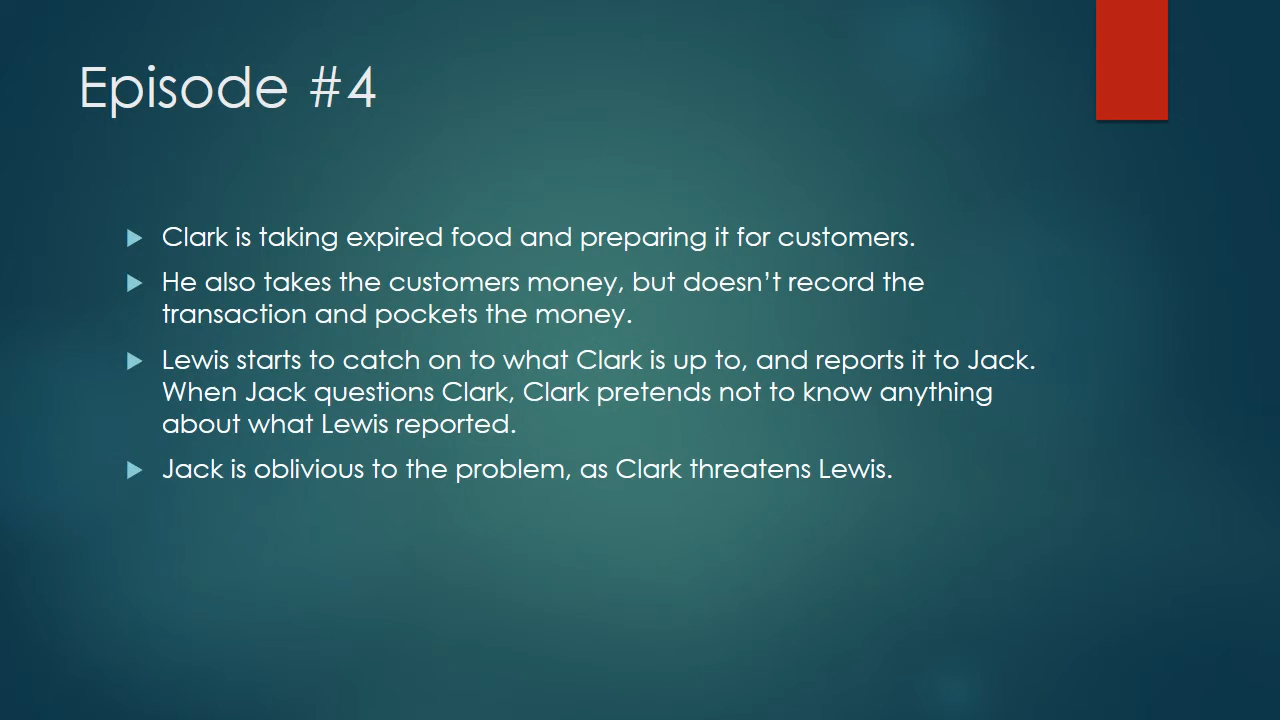 Episode #4
Clark is taking expired food and preparing it for customers.
He also takes the customers money, but doesn’t record the
transaction and pockets the money.
Lewis starts to catch on to what Clark is up to, and reports it to Jack.
When Jack questions Clark, Clark pretends not to know anything
about what Lewis reported.
Jack is oblivious to the problem, as Clark threatens Lewis.